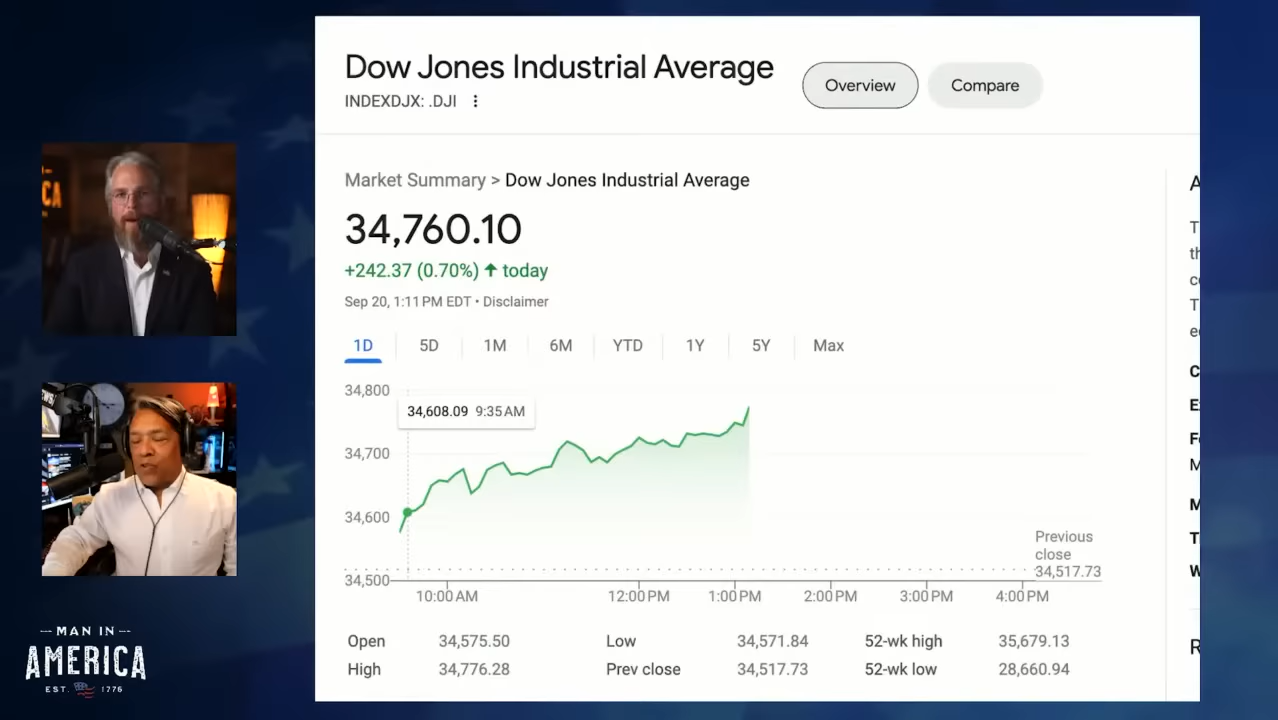 Dow Jones Industrial Average
Overview
Compare
INDEXDJX: .DJI
Market Summary > Dow Jones Industrial Average
34,760.10
+242.37 (0.70%) ↑ today
Sep 20, 1:11 PM EDT • Disclaimer
1D 5D 1M 6M YTD 1Y 5Y Max
34,800
34,608.09 9:35 AM
34,700
34,600
Previous
close
34,517.73
34,500
10:00 AM 12:00 PM 1:00 PM 2:00 PM 3:00 PM 4:00 PM
Open 34,575.50 Low 34,571.84 52-wk high 35,679.13
High 34,776.28 Prev close 34,517.73 52-wk low 28,660.94
MAN IN
AMERICA
EST. 1776